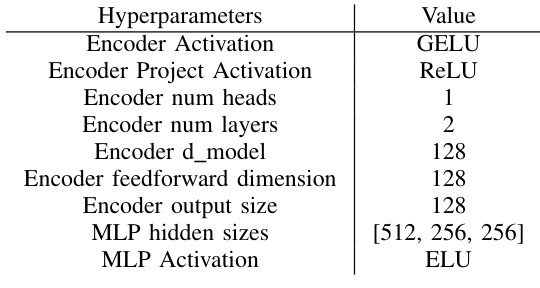 Hyperparameters Value
Encoder Activation GELU
Encoder Project Activation ReLU
Encoder num heads 1
Encoder num layers 2
Encoder d_model 128
Encoder feedforward dimension 128
Encoder output size 128
MLP hidden sizes [512, 256, 256]
MLP Activation ELU